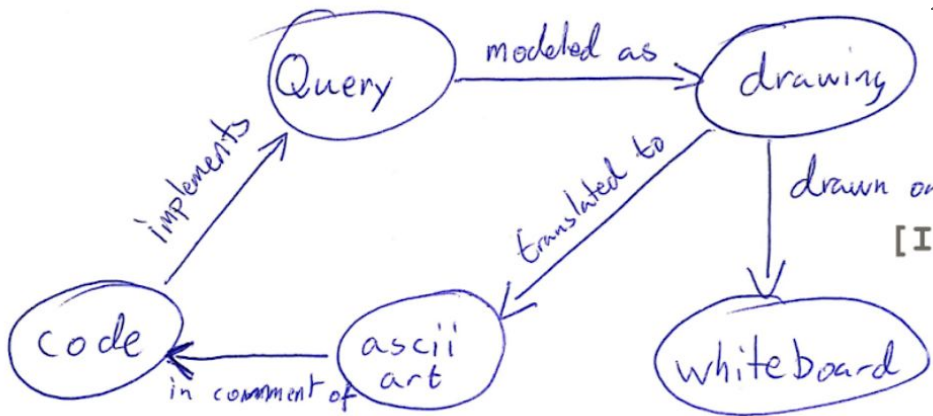 Query
modeled as
drawing
implements
translated to
drawn on
[I
code
in comment of
ascii
art
whiteboard